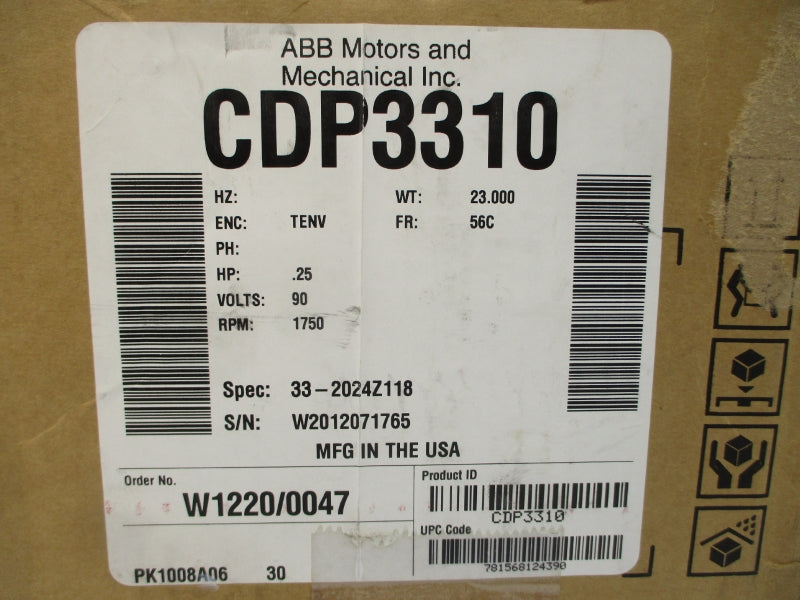 ABB Motors and
Mechanical Inc.
CDP3310
HZ: WT: 23.000
ENC: TENV FR: 56C
PH:
HP: .25
VOLTS: 90
RPM: 1750
Spec: 33-2024Z118
S/N: W2012071765
MFG IN THE USA
Order No.
W1220/0047
Product ID
CDP3310
UPC Code
781568124390
PK1008A06 30